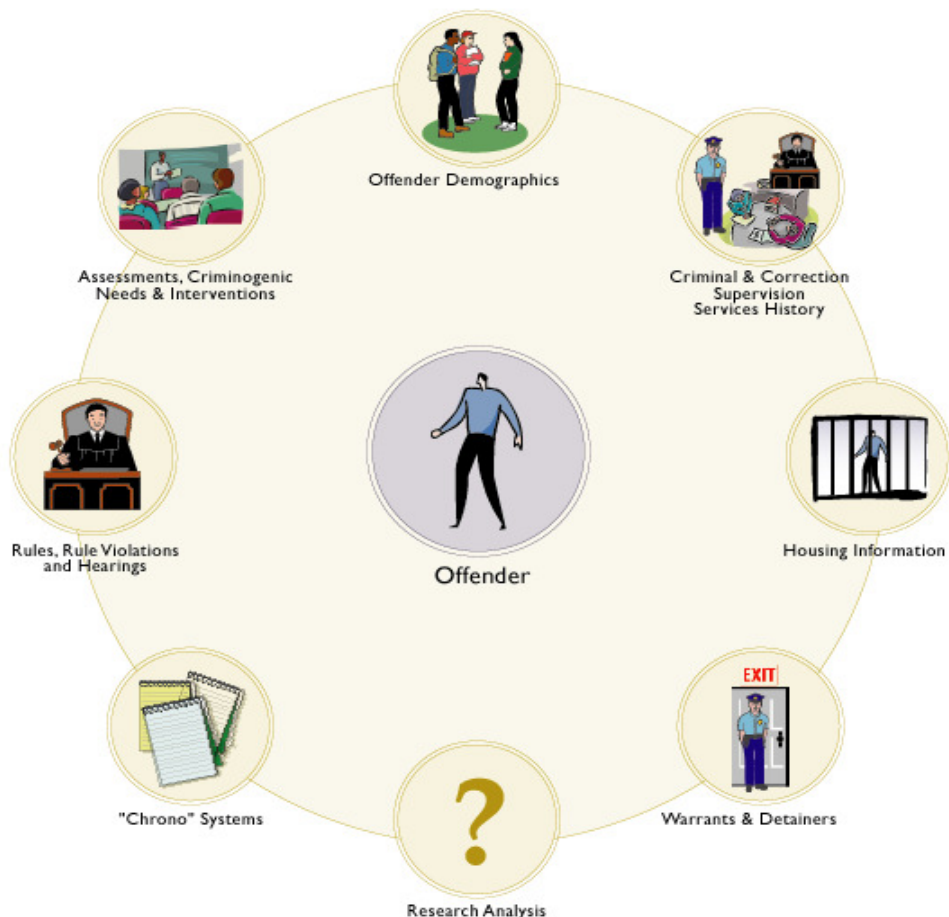 Offender Demographics
Assessments, Criminogenic
Needs & Interventions
Criminal & Correction
Supervision
Services History
Rules, Rule Violations
and Hearings
Offender
Housing Information
EXIT
"Chrono" Systems
?
Warrants & Detainers
Research Analysis